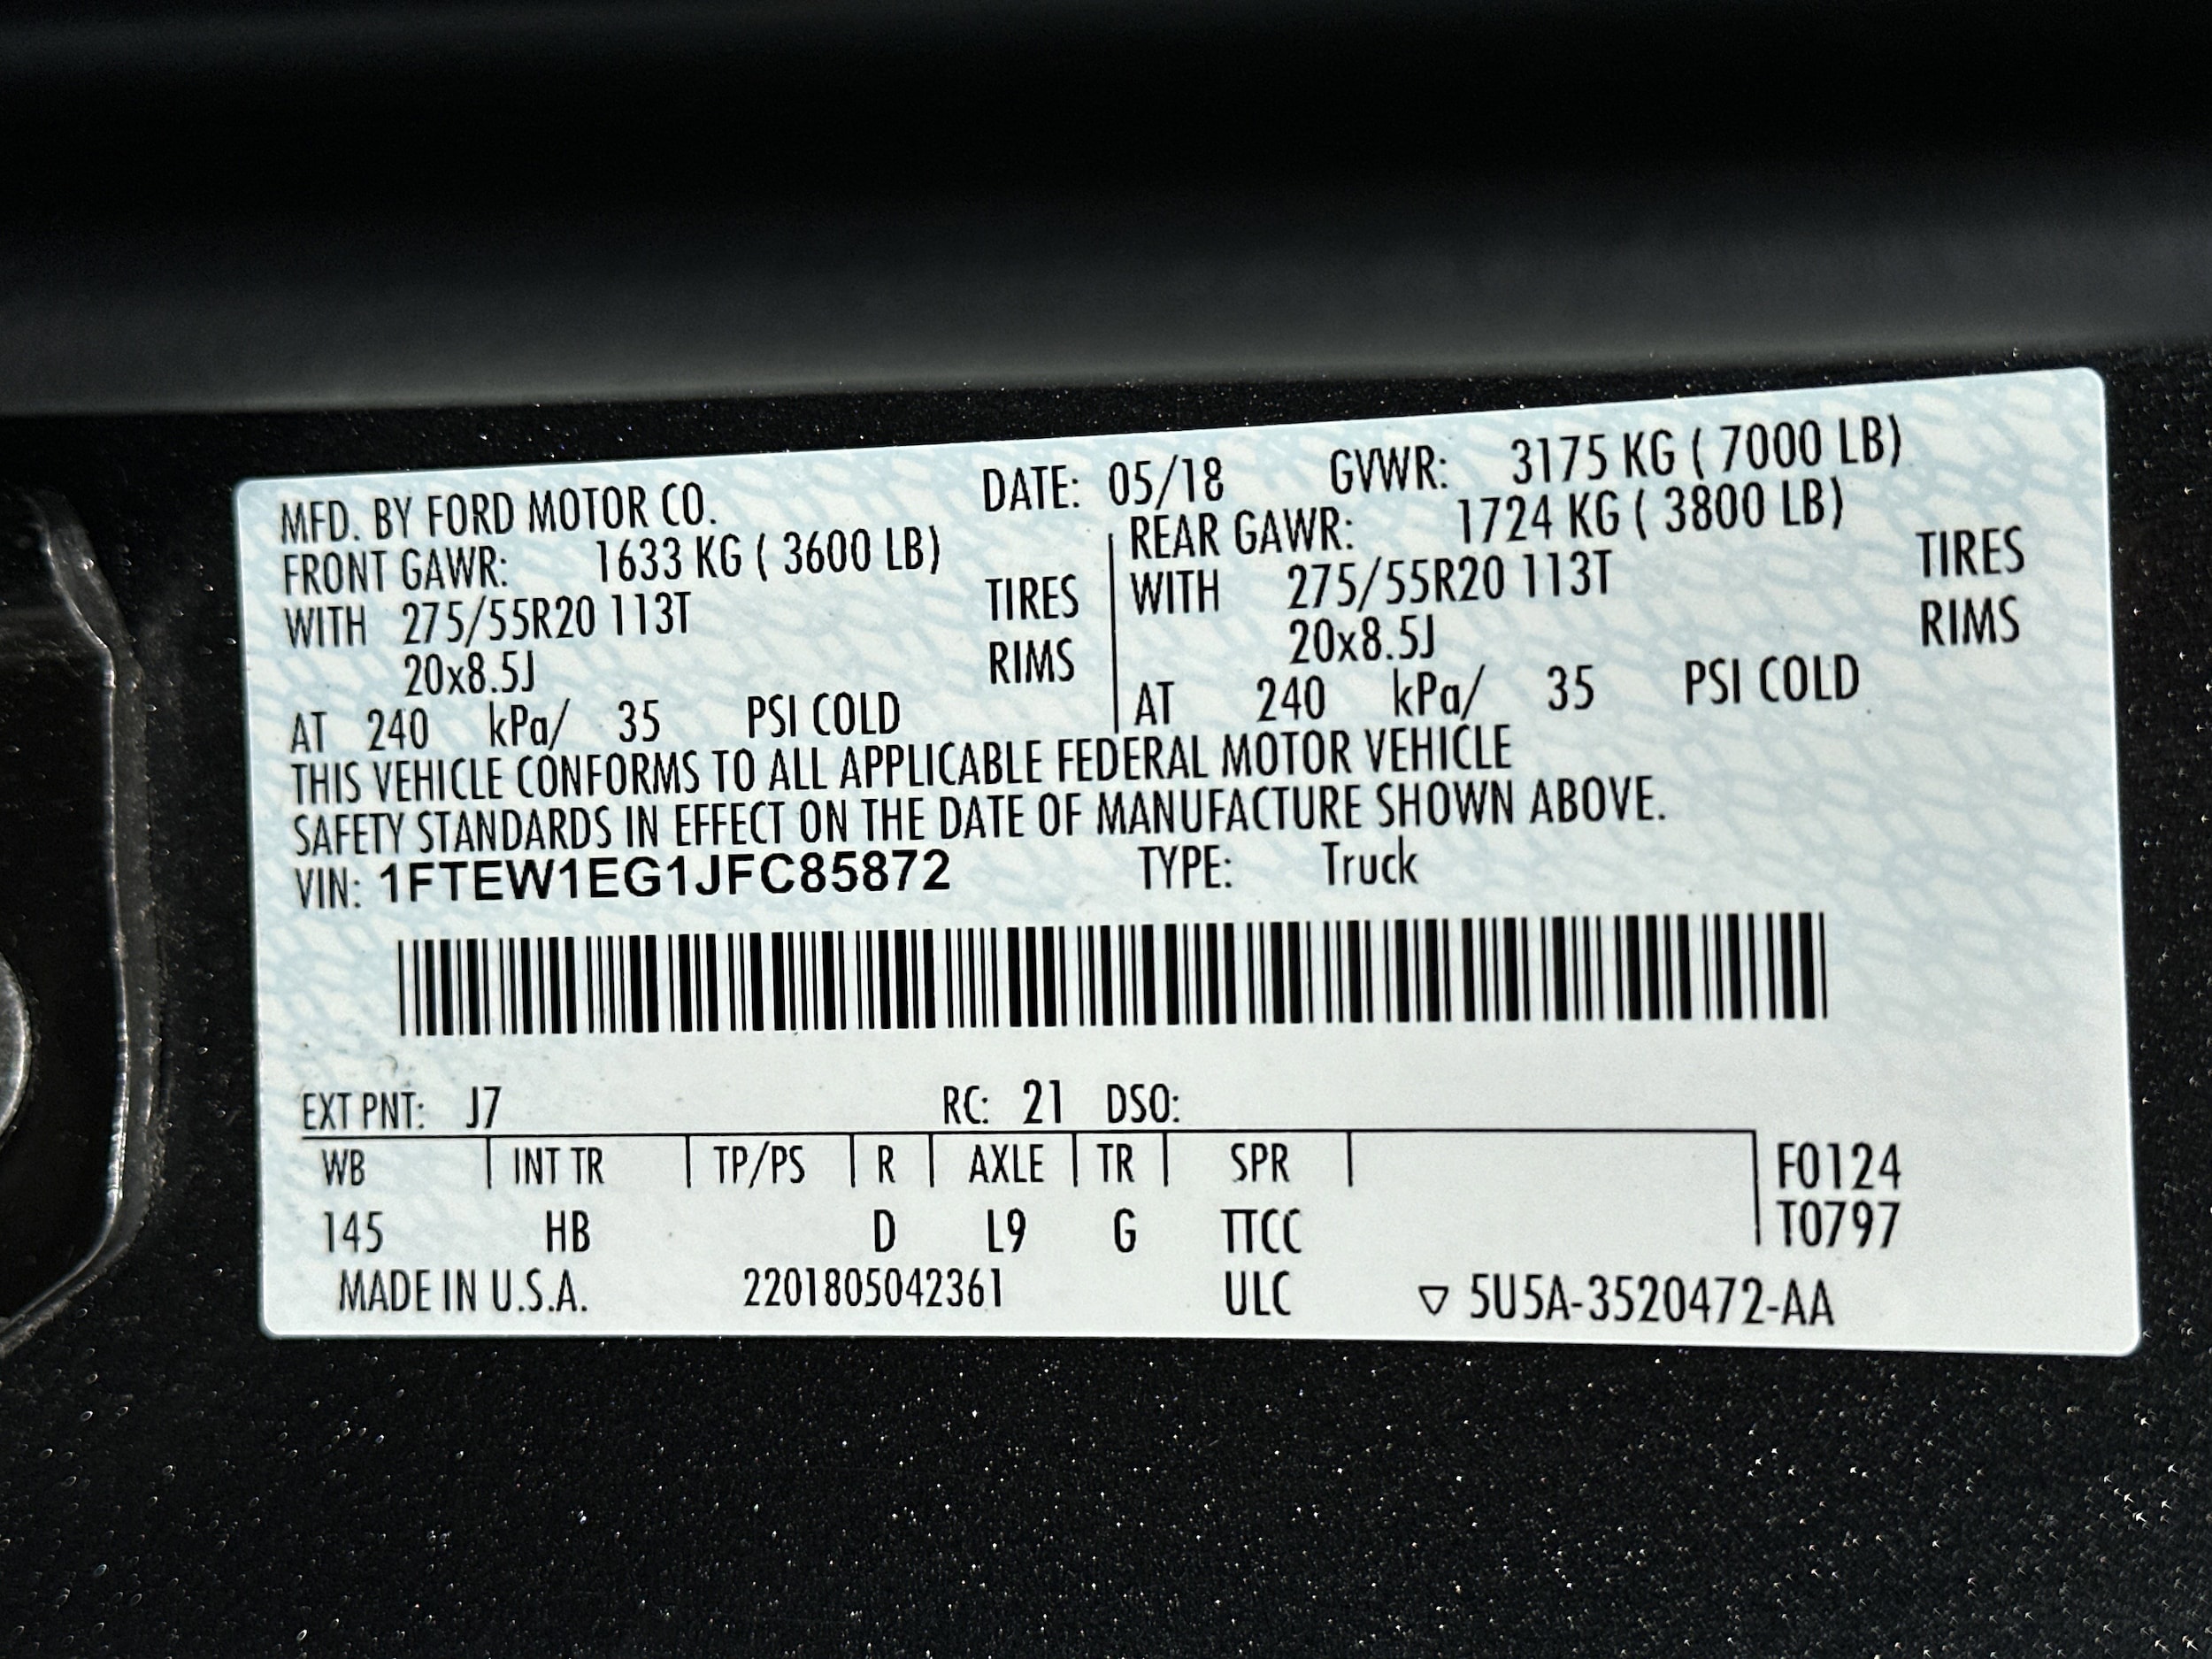 MFD. BY FORD MOTOR CO. DATE: 05/18 GVWR: 3175 KG ( 7000 LB)
FRONT GAWR: 1633 KG ( 3600 LB) REAR GAWR: 1724 KG ( 3800 LB)
WITH 275/55R20 113T TIRES WITH 275/55R20 113T TIRES
20x8.5J RIMS 20x8.5J RIMS
AT 240 kPa/ 35 PSI COLD AT 240 kPa/ 35 PSI COLD
THIS VEHICLE CONFORMS TO ALL APPLICABLE FEDERAL MOTOR VEHICLE
SAFETY STANDARDS IN EFFECT ON THE DATE OF MANUFACTURE SHOWN ABOVE.
VIN: 1FTEW1EG1JFC85872 TYPE: Truck
EXT PNT: J7 RC: 21 DSO:
WB INT TR TP/PS R AXLE TR SPR F0124
145 HB D L9 G TTCC T0797
MADE IN U.S.A. 2201805042361 ULC ▽ 5U5A-3520472-AA